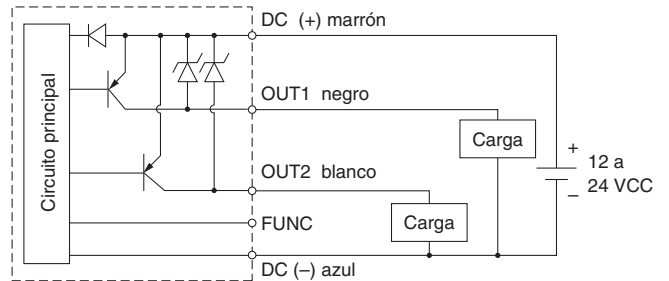 DC (+) marrón
Circuito principal
OUT1 negro
Carga
+
12 a
24 VCC
–
OUT2 blanco
Carga
FUNC
DC (–) azul